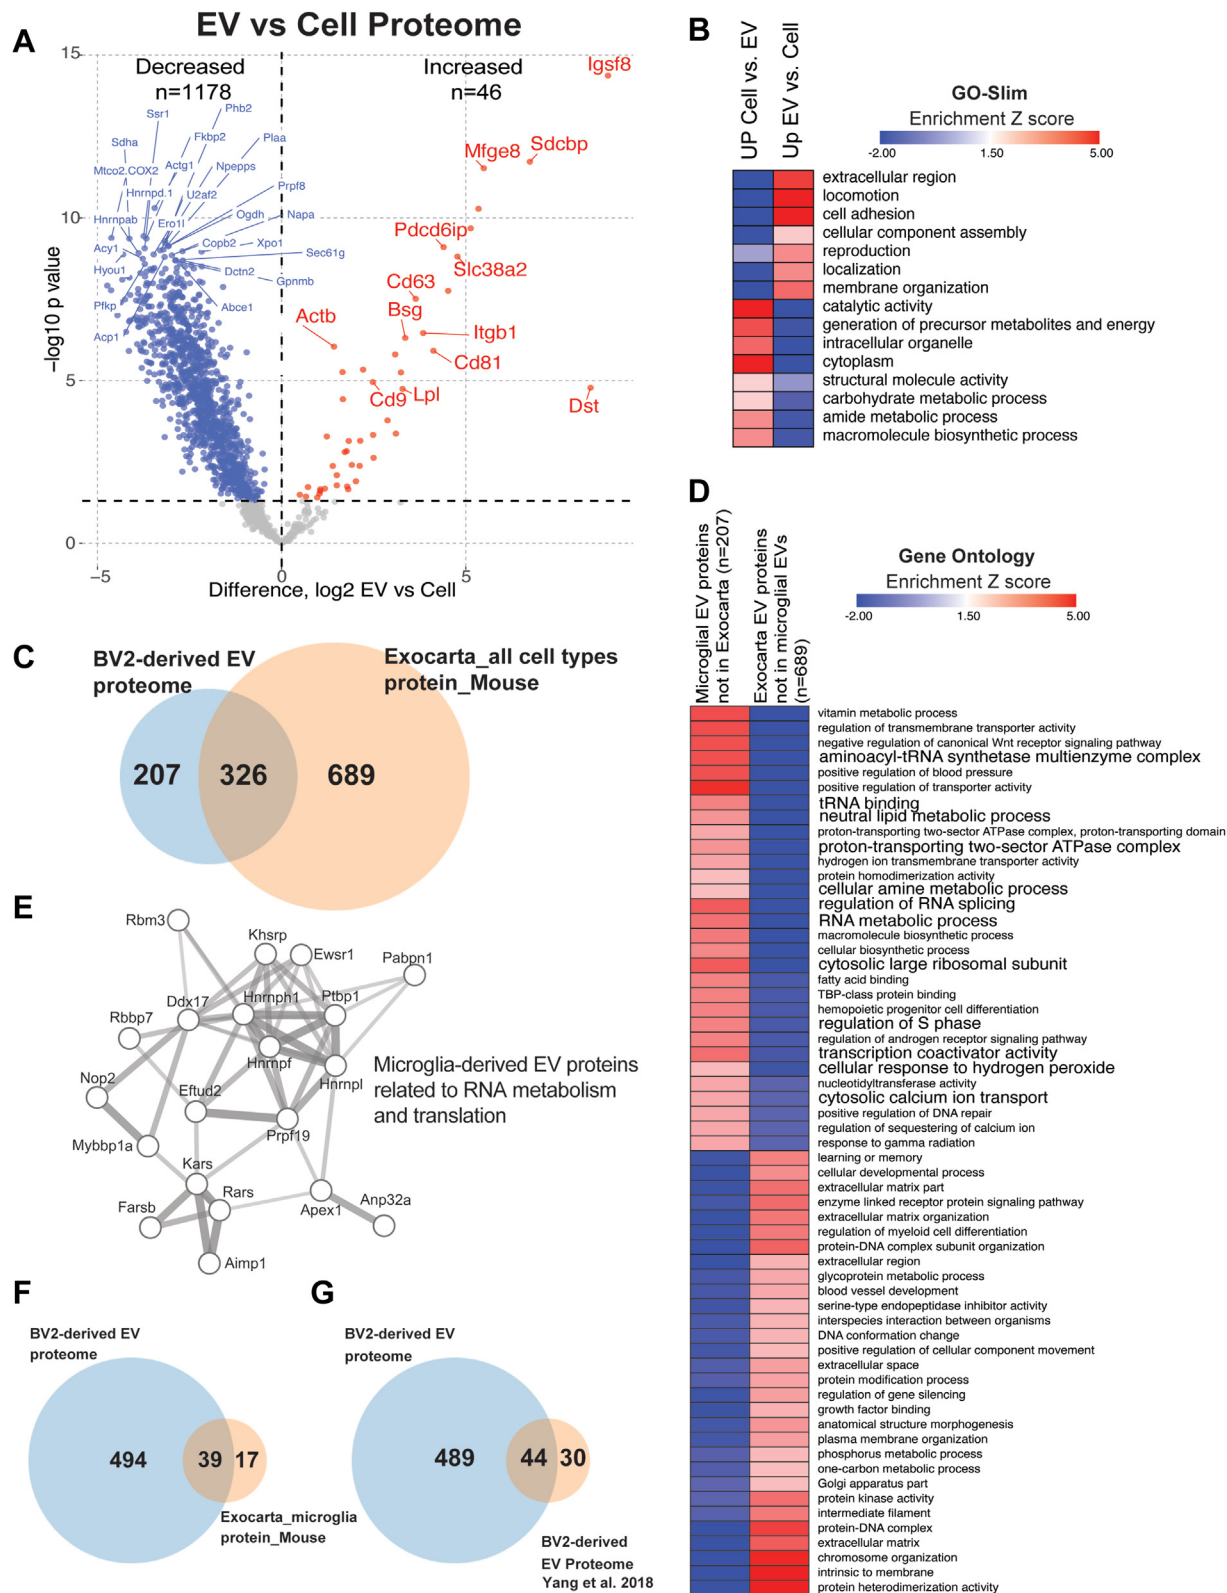 EV vs Cell Proteome
A
15
10
5
0
−5
0
5
−log10 p value
Difference, log2 EV vs Cell
Decreased
n=1178
Increased
n=46
Igsf8
Sdcbp
Mfge8
Pdcd6ip
Slc38a2
Cd63
Bsg
Itgb1
Actb
Cd81
Cd9
Lpl
Dst
Phb2
Ssr1
Fkbp2
Plaa
Sdha
Actg1
Npepps
Mtco2.COX2
Prpf8
Hnrnpd.1
U2af2
Hnrnpab
Ero1l
Ogdh
Napa
Acy1
Copb2
Xpo1
Sec61g
Hyou1
Dctn2
Gpnmb
Pfkp
Abce1
Acp1
B
UP Cell vs. EV
Up EV vs. Cell
GO-Slim
Enrichment Z score
-2.00
1.50
5.00
extracellular region
locomotion
cell adhesion
cellular component assembly
reproduction
localization
membrane organization
catalytic activity
generation of precursor metabolites and energy
intracellular organelle
cytoplasm
structural molecule activity
carbohydrate metabolic process
amide metabolic process
macromolecule biosynthetic process
C
BV2-derived EV
proteome
Exocarta_all cell types
protein_Mouse
207
326
689
D
Microglial EV proteins
not in Exocarta (n=207)
Exocarta EV proteins
not in microglial EVs
(n=689)
Gene Ontology
Enrichment Z score
-2.00
1.50
5.00
vitamin metabolic process
regulation of transmembrane transporter activity
negative regulation of canonical Wnt receptor signaling pathway
aminoacyl-tRNA synthetase multienzyme complex
positive regulation of blood pressure
positive regulation of transporter activity
tRNA binding
neutral lipid metabolic process
proton-transporting two-sector ATPase complex, proton-transporting domain
proton-transporting two-sector ATPase complex
hydrogen ion transmembrane transporter activity
protein homodimerization activity
cellular amine metabolic process
regulation of RNA splicing
RNA metabolic process
macromolecule biosynthetic process
cellular biosynthetic process
cytosolic large ribosomal subunit
fatty acid binding
TBP-class protein binding
hemopoietic progenitor cell differentiation
regulation of S phase
regulation of androgen receptor signaling pathway
transcription coactivator activity
cellular response to hydrogen peroxide
nucleotidyltransferase activity
cytosolic calcium ion transport
positive regulation of DNA repair
regulation of sequestering of calcium ion
response to gamma radiation
learning or memory
cellular developmental process
extracellular matrix part
enzyme linked receptor protein signaling pathway
extracellular matrix organization
regulation of myeloid cell differentiation
protein-DNA complex subunit organization
extracellular region
glycoprotein metabolic process
blood vessel development
serine-type endopeptidase inhibitor activity
interspecies interaction between organisms
DNA conformation change
positive regulation of cellular component movement
extracellular space
protein modification process
regulation of gene silencing
growth factor binding
anatomical structure morphogenesis
plasma membrane organization
phosphorus metabolic process
one-carbon metabolic process
Golgi apparatus part
protein kinase activity
intermediate filament
protein-DNA complex
extracellular matrix
chromosome organization
intrinsic to membrane
protein heterodimerization activity
E
Rbm3
Khsrp
Ewsr1
Pabpn1
Ddx17
Hnrnph1
Ptbp1
Rbbp7
Hnrnpf
Hnrnpl
Nop2
Eftud2
Prpf19
Mybbp1a
Kars
Rars
Farsb
Apex1
Anp32a
Aimp1
Microglia-derived EV proteins
related to RNA metabolism
and translation
F
BV2-derived EV
proteome
494
39
17
Exocarta_microglia
protein_Mouse
G
BV2-derived EV
proteome
489
44
30
BV2-derived
EV Proteome
Yang et al. 2018